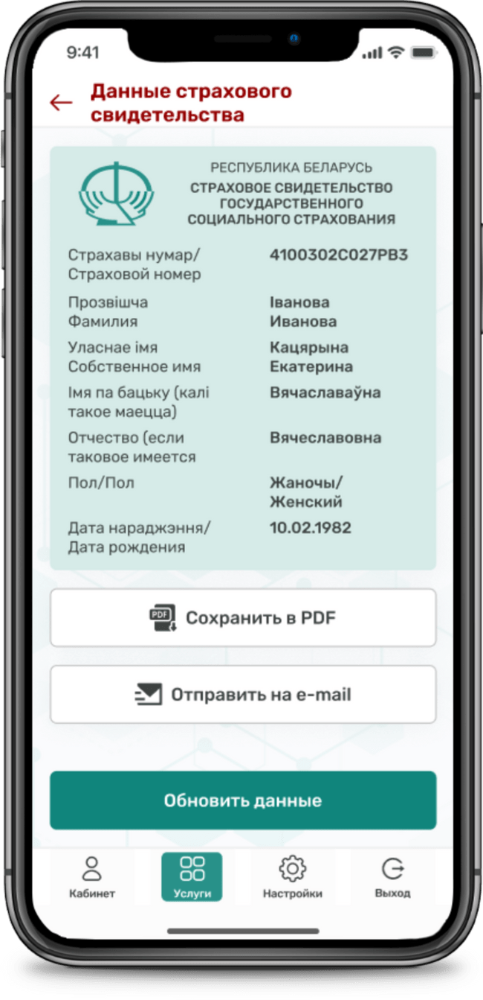 9:41
Данные страхового
свидетельства
РЕСПУБЛИКА БЕЛАРУСЬ
СТРАХОВОЕ СВИДЕТЕЛЬСТВО
ГОСУДАРСТВЕННОГО
СОЦИАЛЬНОГО СТРАХОВАНИЯ
Страхавы нумар/ 4100302C027PB3
Страховой номер
Прозвішча Іванова
Фамилия Иванова
Уласнае імя Кацярына
Собственное имя Екатерина
Імя па бацьку (калі Вячаславаўна
такое маецца)
Отчество (если Вячеславовна
таковое имеется
Пол/Пол Жаночы/
Женский
Дата нараджэння/ 10.02.1982
Дата рождения
PDF Сохранить в PDF
Отправить на e-mail
Обновить данные
Кабинет Услуги Настройки Выход